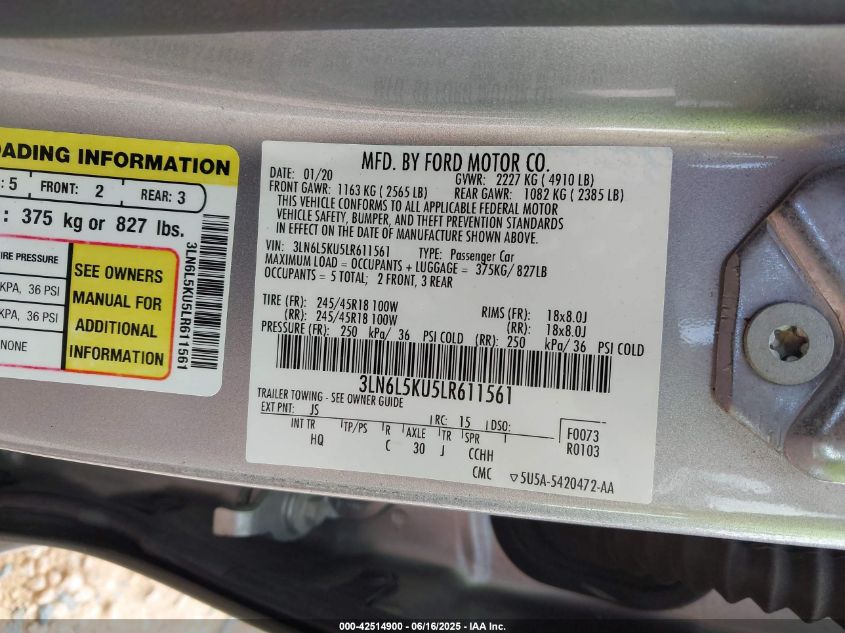 OADING INFORMATION
: 5 FRONT: 2 REAR: 3
: 375 kg or 827 lbs.
IRE PRESSURE
KPA, 36 PSI
KPA, 36 PSI
NONE
SEE OWNERS
MANUAL FOR
ADDITIONAL
INFORMATION
3LN6L5KU5LR611561
MFD. BY FORD MOTOR CO.
DATE: 01/20 GVWR: 2227 KG ( 4910 LB)
FRONT GAWR: 1163 KG ( 2565 LB) REAR GAWR: 1082 KG ( 2385 LB)
THIS VEHICLE CONFORMS TO ALL APPLICABLE FEDERAL MOTOR
VEHICLE SAFETY, BUMPER, AND THEFT PREVENTION STANDARDS
IN EFFECT ON THE DATE OF MANUFACTURE SHOWN ABOVE.
VIN: 3LN6L5KU5LR611561 TYPE: Passenger Car
MAXIMUM LOAD = OCCUPANTS + LUGGAGE = 375KG/ 827LB
OCCUPANTS = 5 TOTAL; 2 FRONT, 3 REAR
TIRE (FR): 245/45R18 100W RIMS (FR): 18x8.0J
(RR): 245/45R18 100W (RR): 18x8.0J
PRESSURE (FR): 250 kPa/ 36 PSI COLD (RR): 250 kPa/ 36 PSI COLD
3LN6L5KU5LR611561
TRAILER TOWING - SEE OWNER GUIDE
EXT PNT: JS RC: 15 DSO: F0073
INT TR TP/PS R AXLE TR SPR R0103
HQ C 30 J CCHH
CMC ▽5U5A-5420472-AA
000-42514900 - 06/16/2025 - IAA Inc.